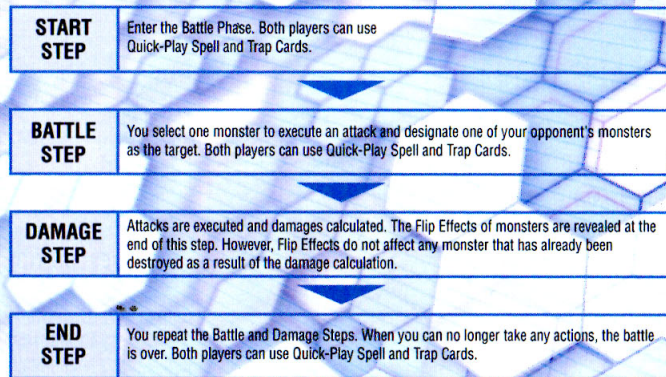 START
STEP
Enter the Battle Phase. Both players can use
Quick-Play Spell and Trap Cards.
BATTLE
STEP
You select one monster to execute an attack and designate one of your opponent's monsters
as the target. Both players can use Quick-Play Spell and Trap Cards.
DAMAGE
STEP
Attacks are executed and damages calculated. The Flip Effects of monsters are revealed at the
end of this step. However, Flip Effects do not affect any monster that has already been
destroyed as a result of the damage calculation.
END
STEP
You repeat the Battle and Damage Steps. When you can no longer take any actions, the battle
is over. Both players can use Quick-Play Spell and Trap Cards.